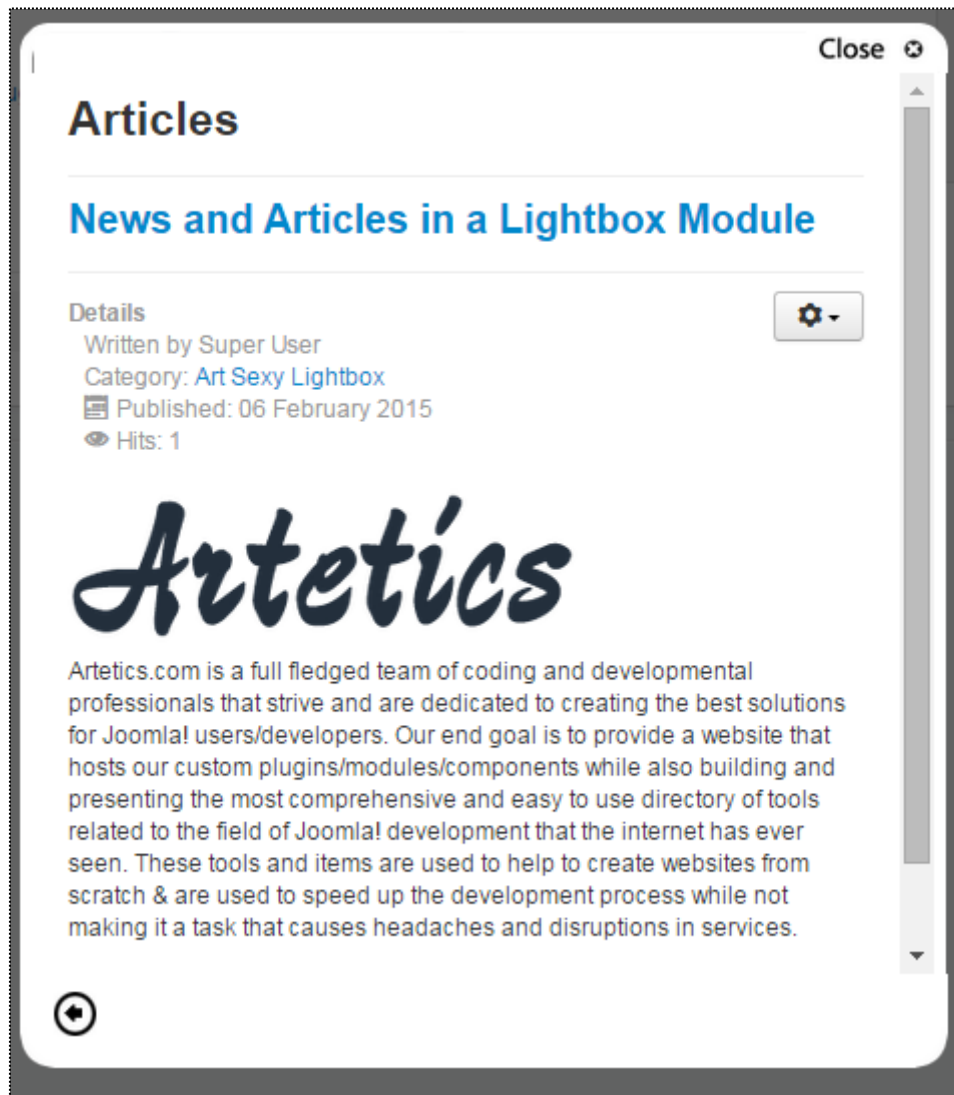 Close
Articles
News and Articles in a Lightbox Module
Details
Written by Super User
Category: Art Sexy Lightbox
Published: 06 February 2015
Hits: 1
Artetics
Artetics.com is a full fledged team of coding and developmental
professionals that strive and are dedicated to creating the best solutions
for Joomla! users/developers. Our end goal is to provide a website that
hosts our custom plugins/modules/components while also building and
presenting the most comprehensive and easy to use directory of tools
related to the field of Joomla! development that the internet has ever
seen. These tools and items are used to help to create websites from
scratch & are used to speed up the development process while not
making it a task that causes headaches and disruptions in services.